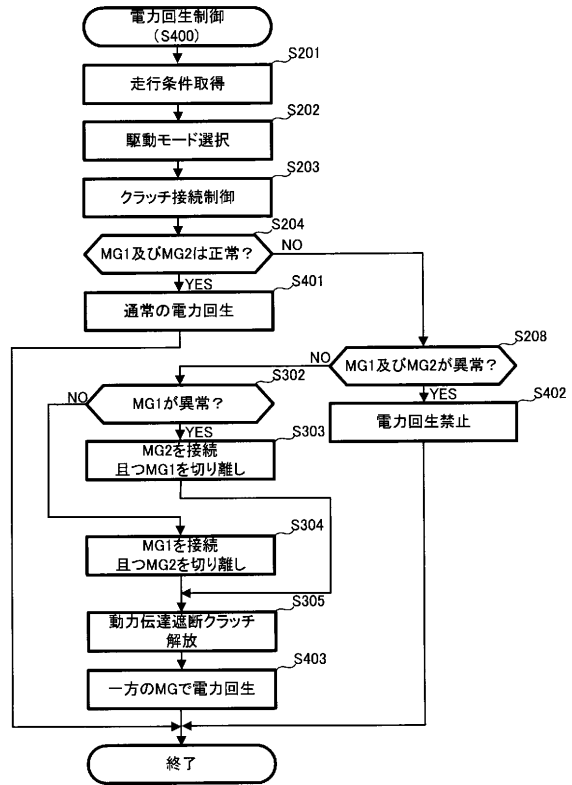 電力回生制御
(S400)
S201
走行条件取得
S202
駆動モード選択
S203
クラッチ接続制御
S204
MG1及びMG2は正常?
NO
YES
S401
通常の電力回生
S208
MG1及びMG2が異常?
NO
YES
S302
MG1が異常?
NO
YES
S402
電力回生禁止
S303
MG2を接続
且つMG1を切り離し
S304
MG1を接続
且つMG2を切り離し
S305
動力伝達遮断クラッチ
解放
S403
一方のMGで電力回生
終了